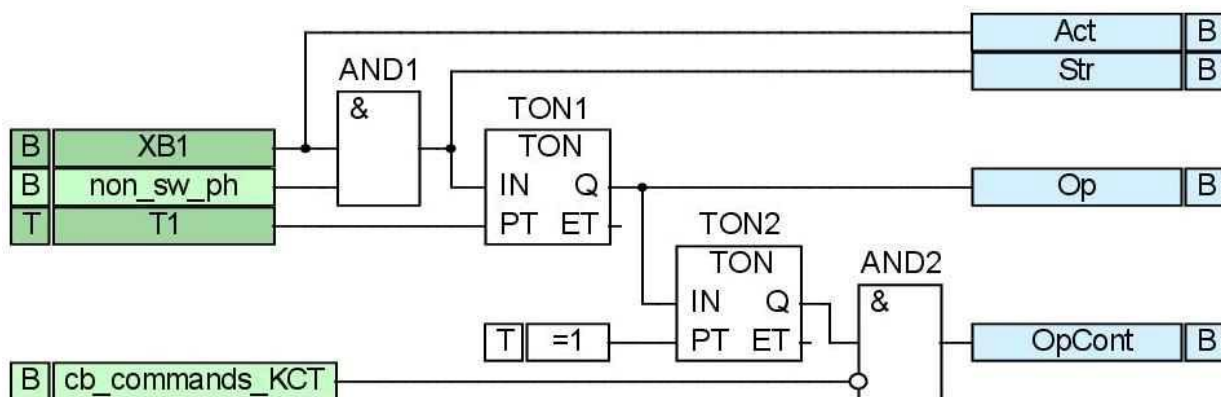 Act B
AND1
Str B
& TON1
B XB1 TON
B non_sw_ph IN Q Op B
T T1 PT ET TON2
TON AND2
IN Q &
T =1 PT ET OpCont B
B cb_commands_KCT